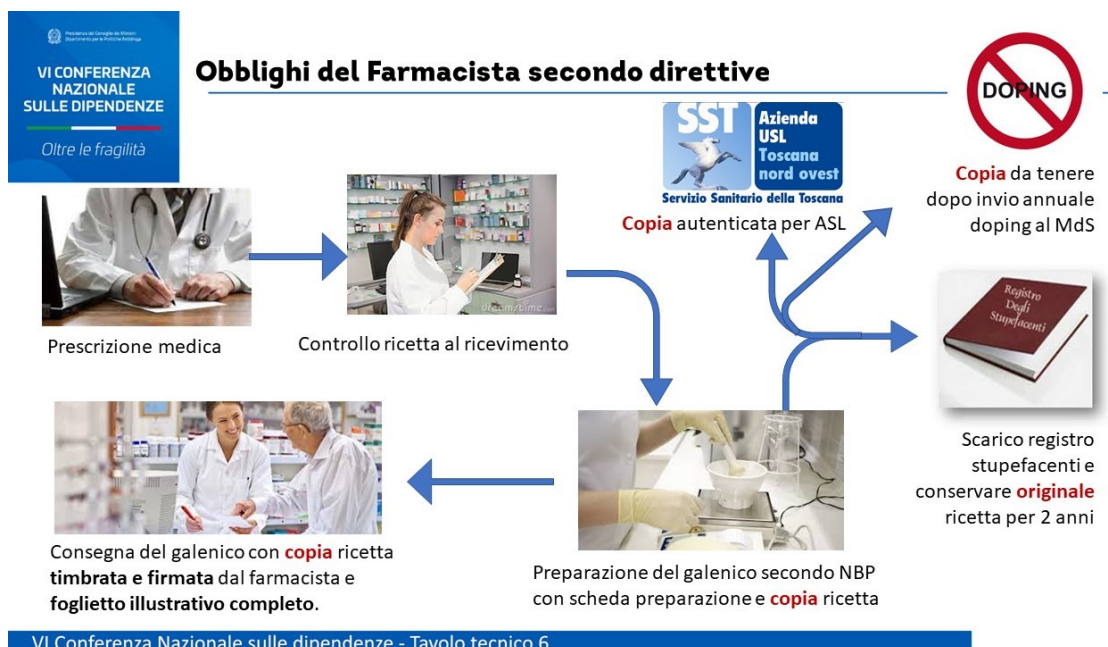 Presidenza del Consiglio dei Ministri
Dipartimento per le Politiche Antidroga
VI CONFERENZA
NAZIONALE
SULLE DIPENDENZE
Oltre le fragilità
Obblighi del Farmacista secondo direttive
DOPING
SST
Azienda
USL
Toscana
nord ovest
Servizio Sanitario della Toscana
Copia autenticata per ASL
Copia da tenere
dopo invio annuale
doping al MdS
Prescrizione medica
dreamstime
Controllo ricetta al ricevimento
Registro
Degli
Stupefacenti
Scarico registro
stupefacenti e
conservare originale
ricetta per 2 anni
Consegna del galenico con copia ricetta
timbrata e firmata dal farmacista e
foglietto illustrativo completo.
Preparazione del galenico secondo NBP
con scheda preparazione e copia ricetta
VI Conferenza Nazionale sulle dipendenze - Tavolo tecnico 6